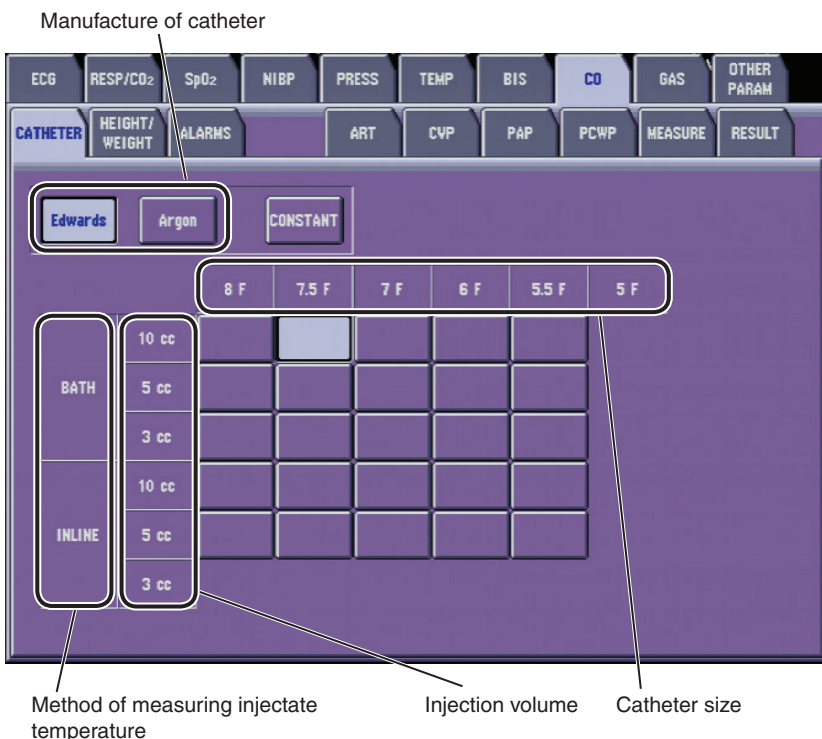 Manufacture of catheter
ECG RESP/CO2 SpO2 NIBP PRESS TEMP BIS CO GAS OTHER PARAM
CATHETER HEIGHT/ WEIGHT ALARMS ART CVP PAP PCWP MEASURE RESULT
Edwards Argon CONSTANT
8 F 7.5 F 7 F 6 F 5.5 F 5 F
10 cc
BATH 5 cc
3 cc
10 cc
INLINE 5 cc
3 cc
Method of measuring injectate temperature
Injection volume
Catheter size